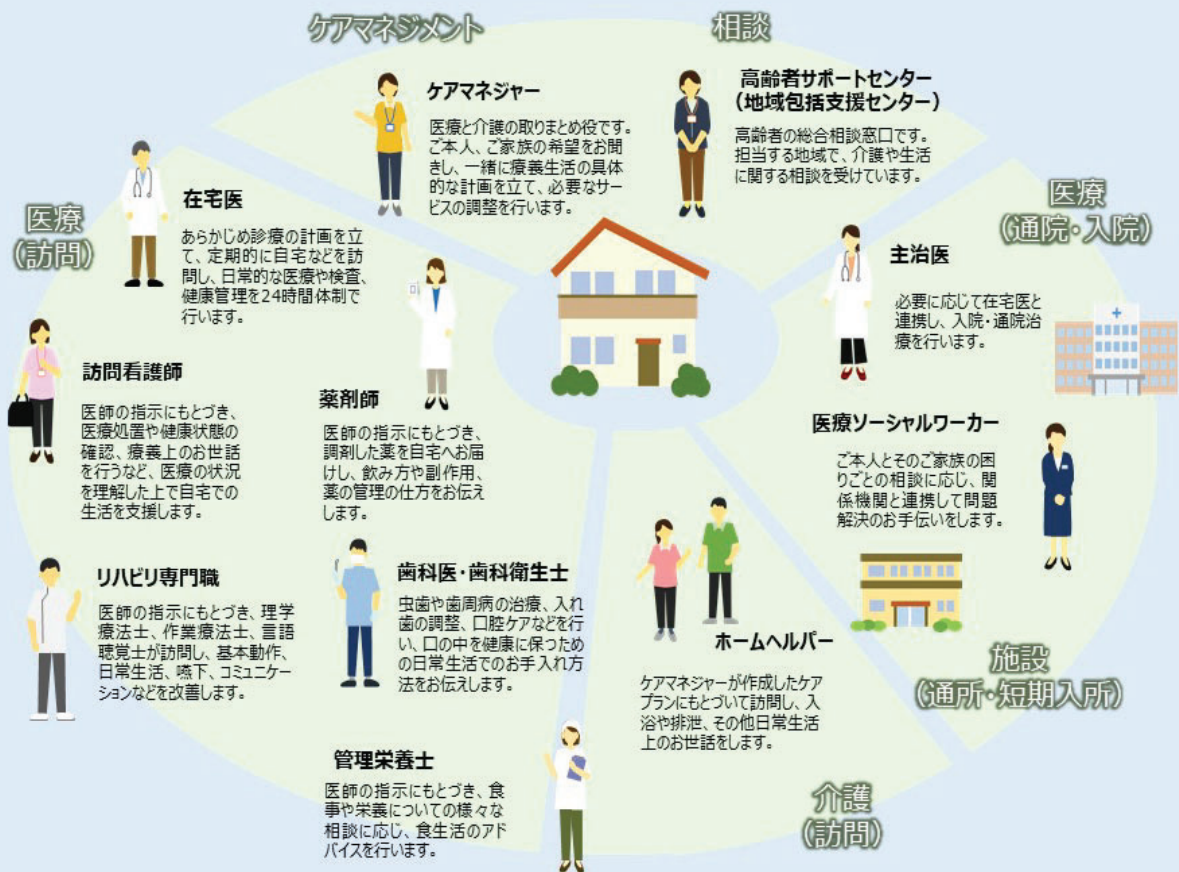 ケアマネジメント
相談
ケアマネジャー
医療と介護の取りまとめ役です。
ご本人、ご家族の希望をお聞
きし、一緒に療養生活の具体
的な計画を立て、必要なサー
ビスの調整を行います。
高齢者サポートセンター
(地域包括支援センター)
高齢者の総合相談窓口です。
担当する地域で、介護や生活
に関する相談を受けています。
医療
(訪問)
在宅医
あらかじめ診療の計画を立
て、定期的に自宅などを訪
問し、日常的な医療や検査、
健康管理を24時間体制で
行います。
医療
(通院・入院)
主治医
必要に応じて在宅医と
連携し、入院・通院治
療を行います。
訪問看護師
医師の指示にもとづき、
医療処置や健康状態の
確認、療養上のお世話
を行うなど、医療の状況
を理解した上で自宅での
生活を支援します。
薬剤師
医師の指示にもとづき、
調剤した薬を自宅へお届
けし、飲み方や副作用、
薬の管理の仕方をお伝え
します。
医療ソーシャルワーカー
ご本人とそのご家族の困
りごとの相談に応じ、関
係機関と連携して問題
解決のお手伝いをします。
リハビリ専門職
医師の指示にもとづき、理学
療法士、作業療法士、言語
聴覚士が訪問し、基本動作、
日常生活、嚥下、コミュニケー
ションなどを改善します。
歯科医・歯科衛生士
虫歯や歯周病の治療、入れ
歯の調整、口腔ケアなどを行
い、口の中を健康に保つため
の日常生活でのお手入れ方
法をお伝えします。
ホームヘルパー
ケアマネジャーが作成したケア
プランにもとづいて訪問し、入
浴や排泄、その他日常生活
上のお世話をします。
施設
(通所・短期入所)
管理栄養士
医師の指示にもとづき、食
事や栄養についての様々な
相談に応じ、食生活のアド
バイスを行います。
介護
(訪問)